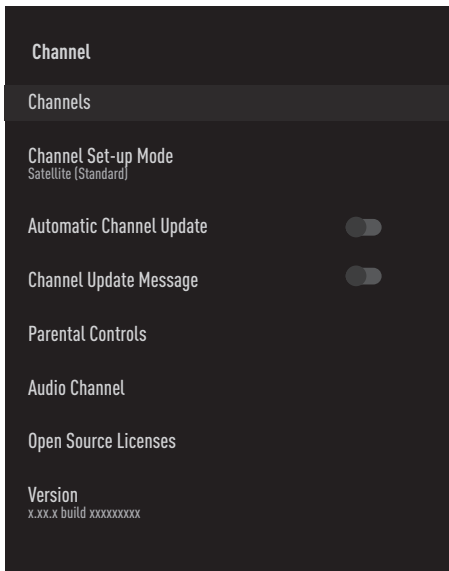 Channel
Channels
Channel Set-up Mode
Satellite (Standard)
Automatic Channel Update
Channel Update Message
Parental Controls
Audio Channel
Open Source Licenses
Version
x.xx.x build xxxxxxxxx